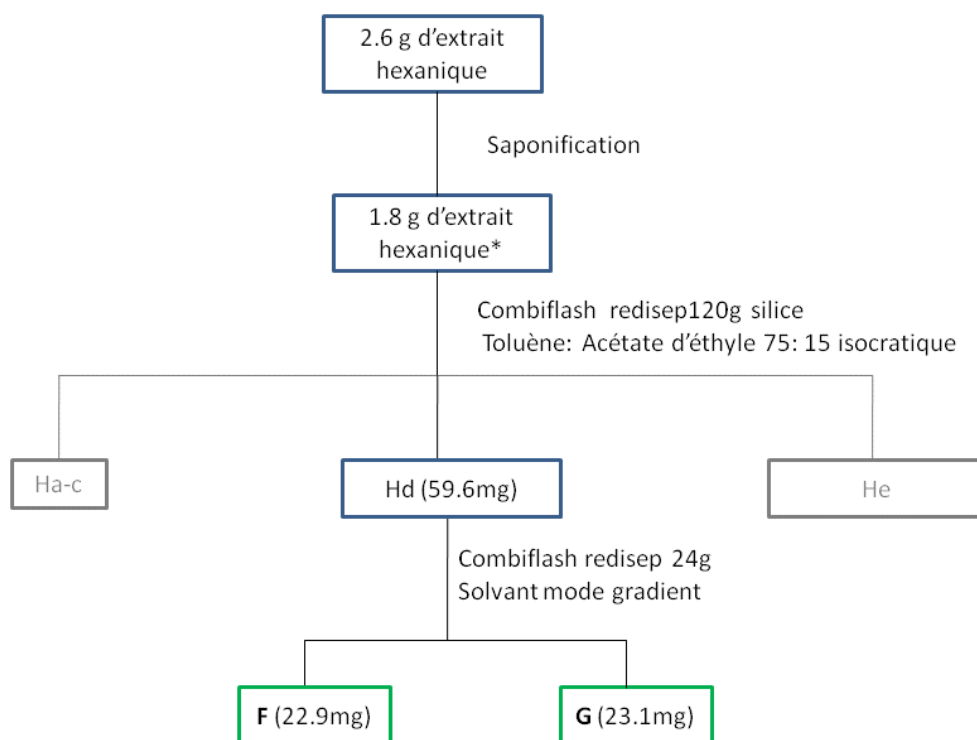 2.6 g d’extrait
hexanique
Saponification
1.8 g d’extrait
hexanique*
Combiflash redisep120g silice
Toluène: Acétate d’éthyle 75: 15 isocratique
Ha-c
Hd (59.6mg)
He
Combiflash redisep 24g
Solvant mode gradient
F (22.9mg)
G (23.1mg)